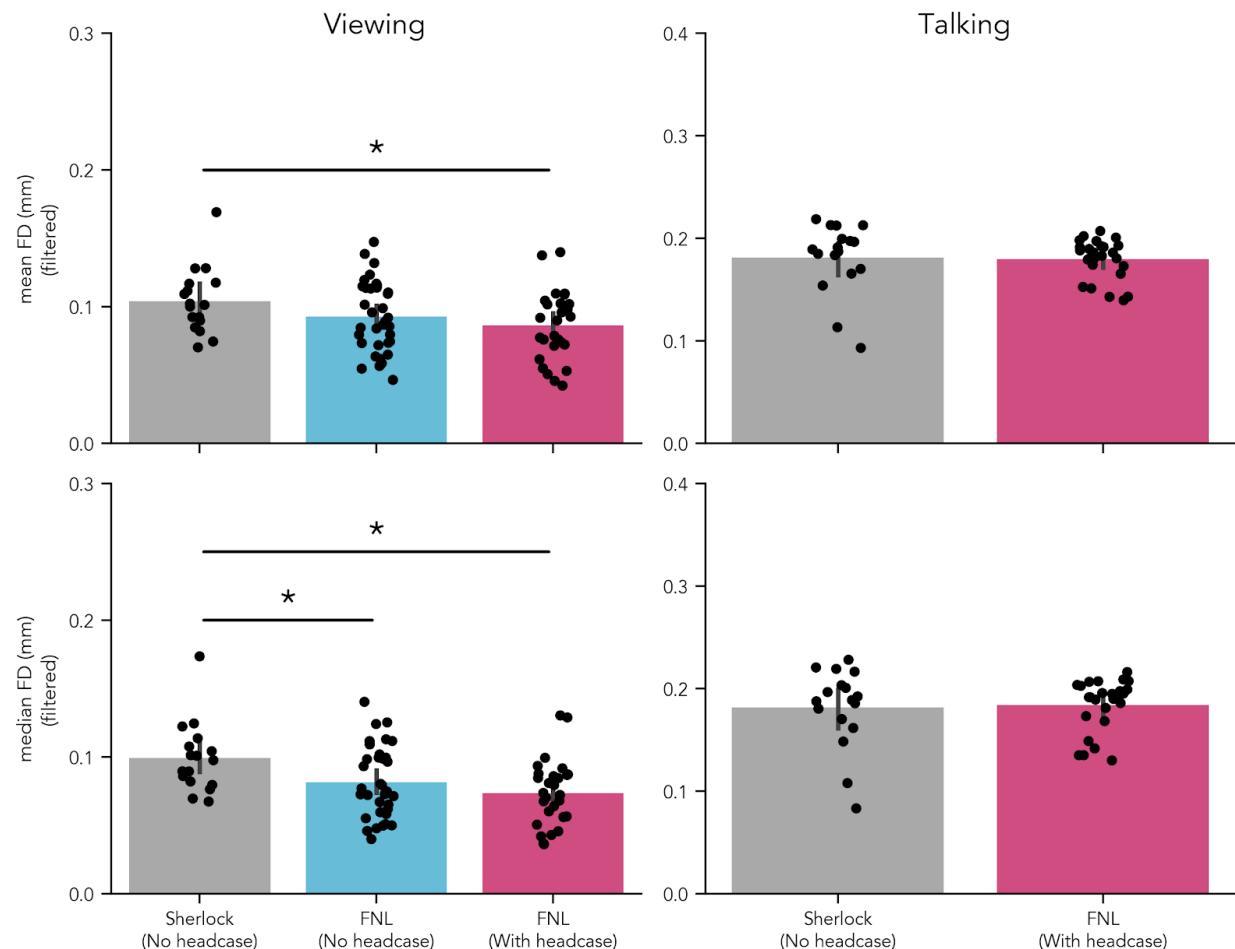 Viewing
Talking
0.3
0.2
0.1
0.0
mean FD (mm)
(filtered)
*
0.4
0.3
0.2
0.1
0.0
0.3
0.2
0.1
0.0
median FD (mm)
(filtered)
*
*
Sherlock
(No headcase)
FNL
(No headcase)
FNL
(With headcase)
0.4
0.3
0.2
0.1
0.0
Sherlock
(No headcase)
FNL
(With headcase)